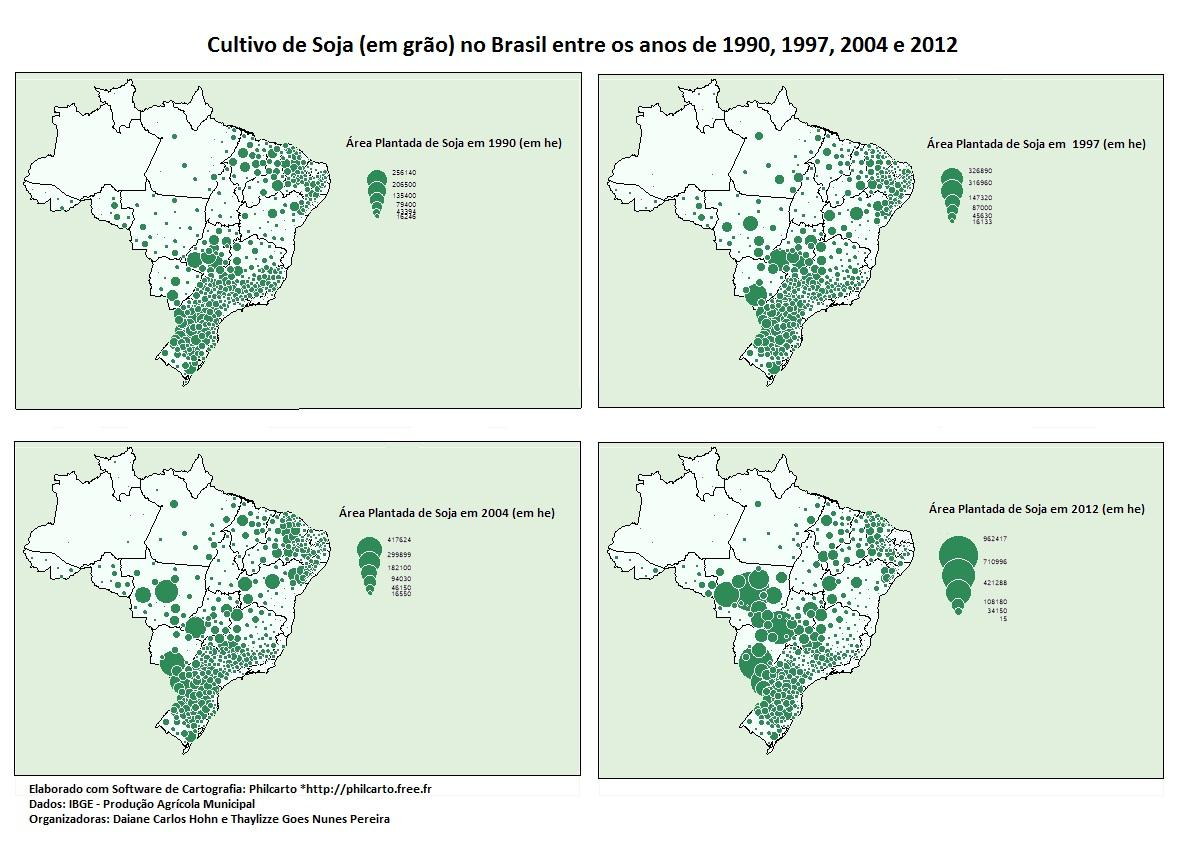 Cultivo de Soja (em grão) no Brasil entre os anos de 1990, 1997, 2004 e 2012
Área Plantada de Soja em 1990 (em he)
256140
206500
135400
79400
16246
Área Plantada de Soja em 1997 (em he)
326890
316960
147320
87000
45630
16133
Área Plantada de Soja em 2004 (em he)
417624
299899
182100
94030
46150
16550
Área Plantada de Soja em 2012 (em he)
962417
710996
421288
108180
34150
15
Elaborado com Software de Cartografia: Philcarto *http://philcarto.free.fr
Dados: IBGE - Produção Agrícola Municipal
Organizadoras: Daiane Carlos Hohn e Thaylizze Goes Nunes Pereira